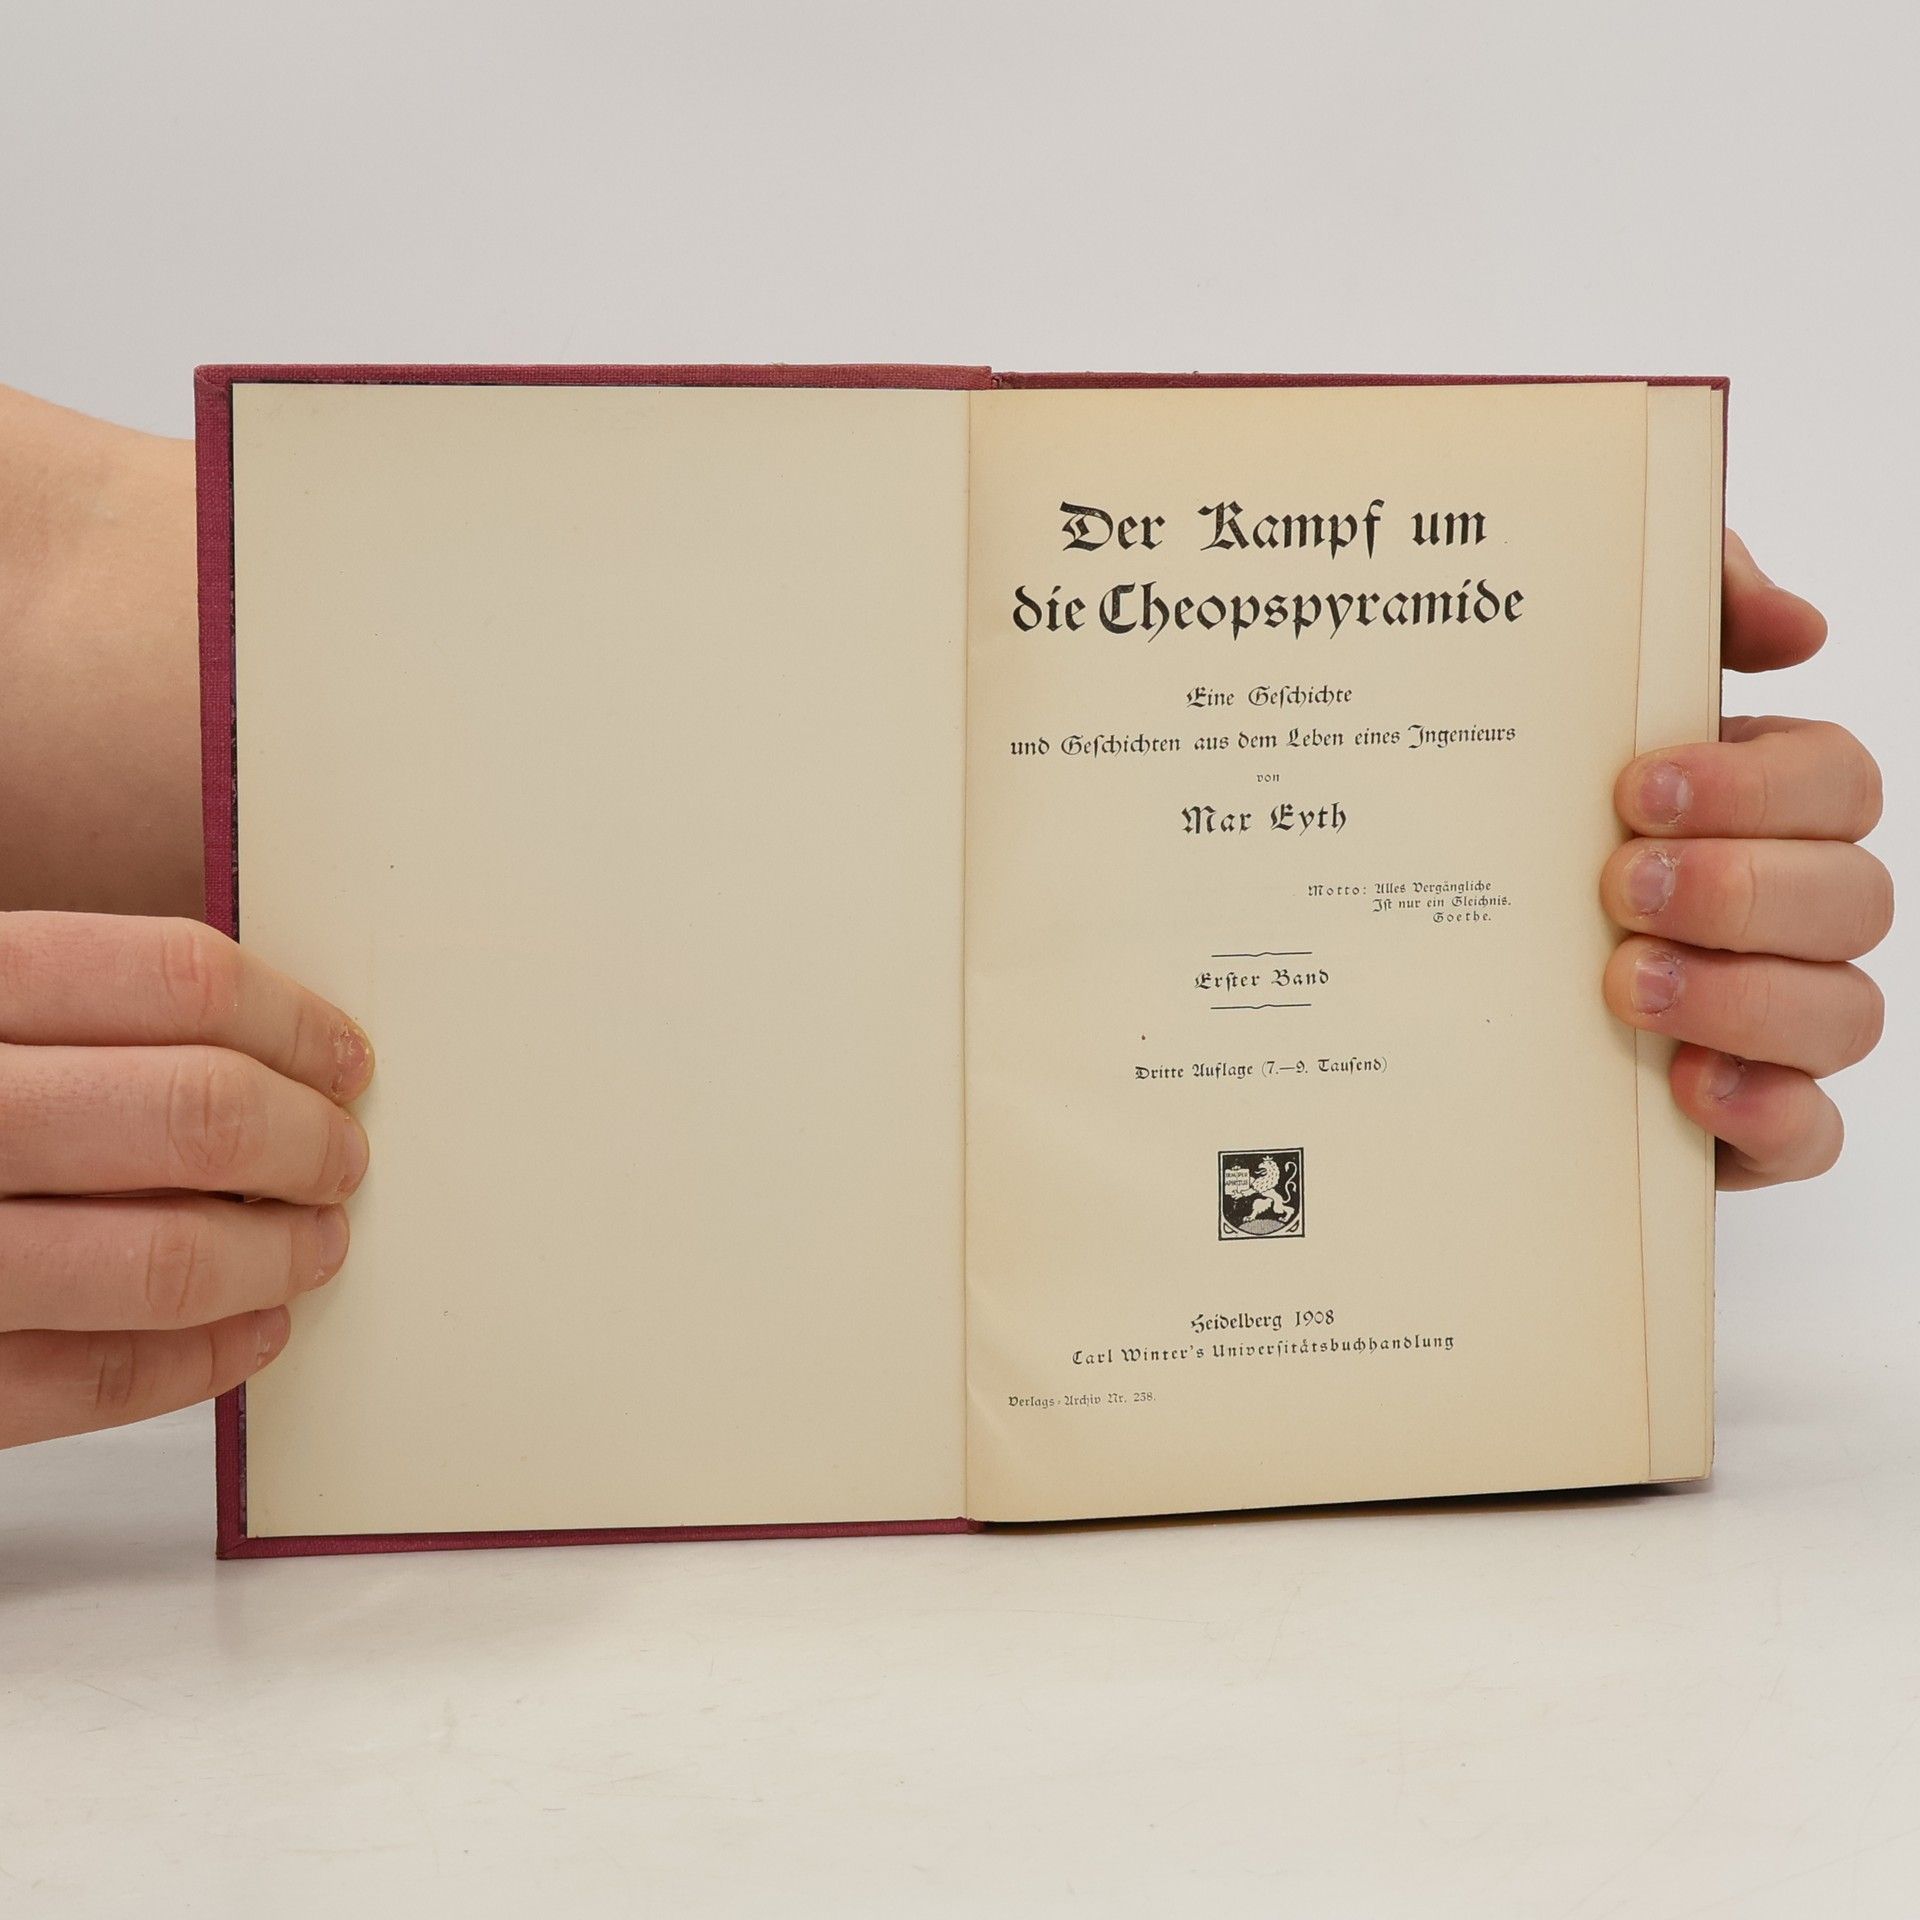 Der Kampf um
die Cheopspyramide
Eine Geſchichte
und Geſchichten aus dem Leben eines Ingenieurs
von
Max Eyth
Motto: Alles Vergängliche
Iſt nur ein Gleichnis.
Goethe.
Erſter Band
Dritte Auflage (7.—9. Tauſend)
Heidelberg 1908
Carl Winter's Univerſitätsbuchhandlung
Verlags-Archiv Nr. 238.